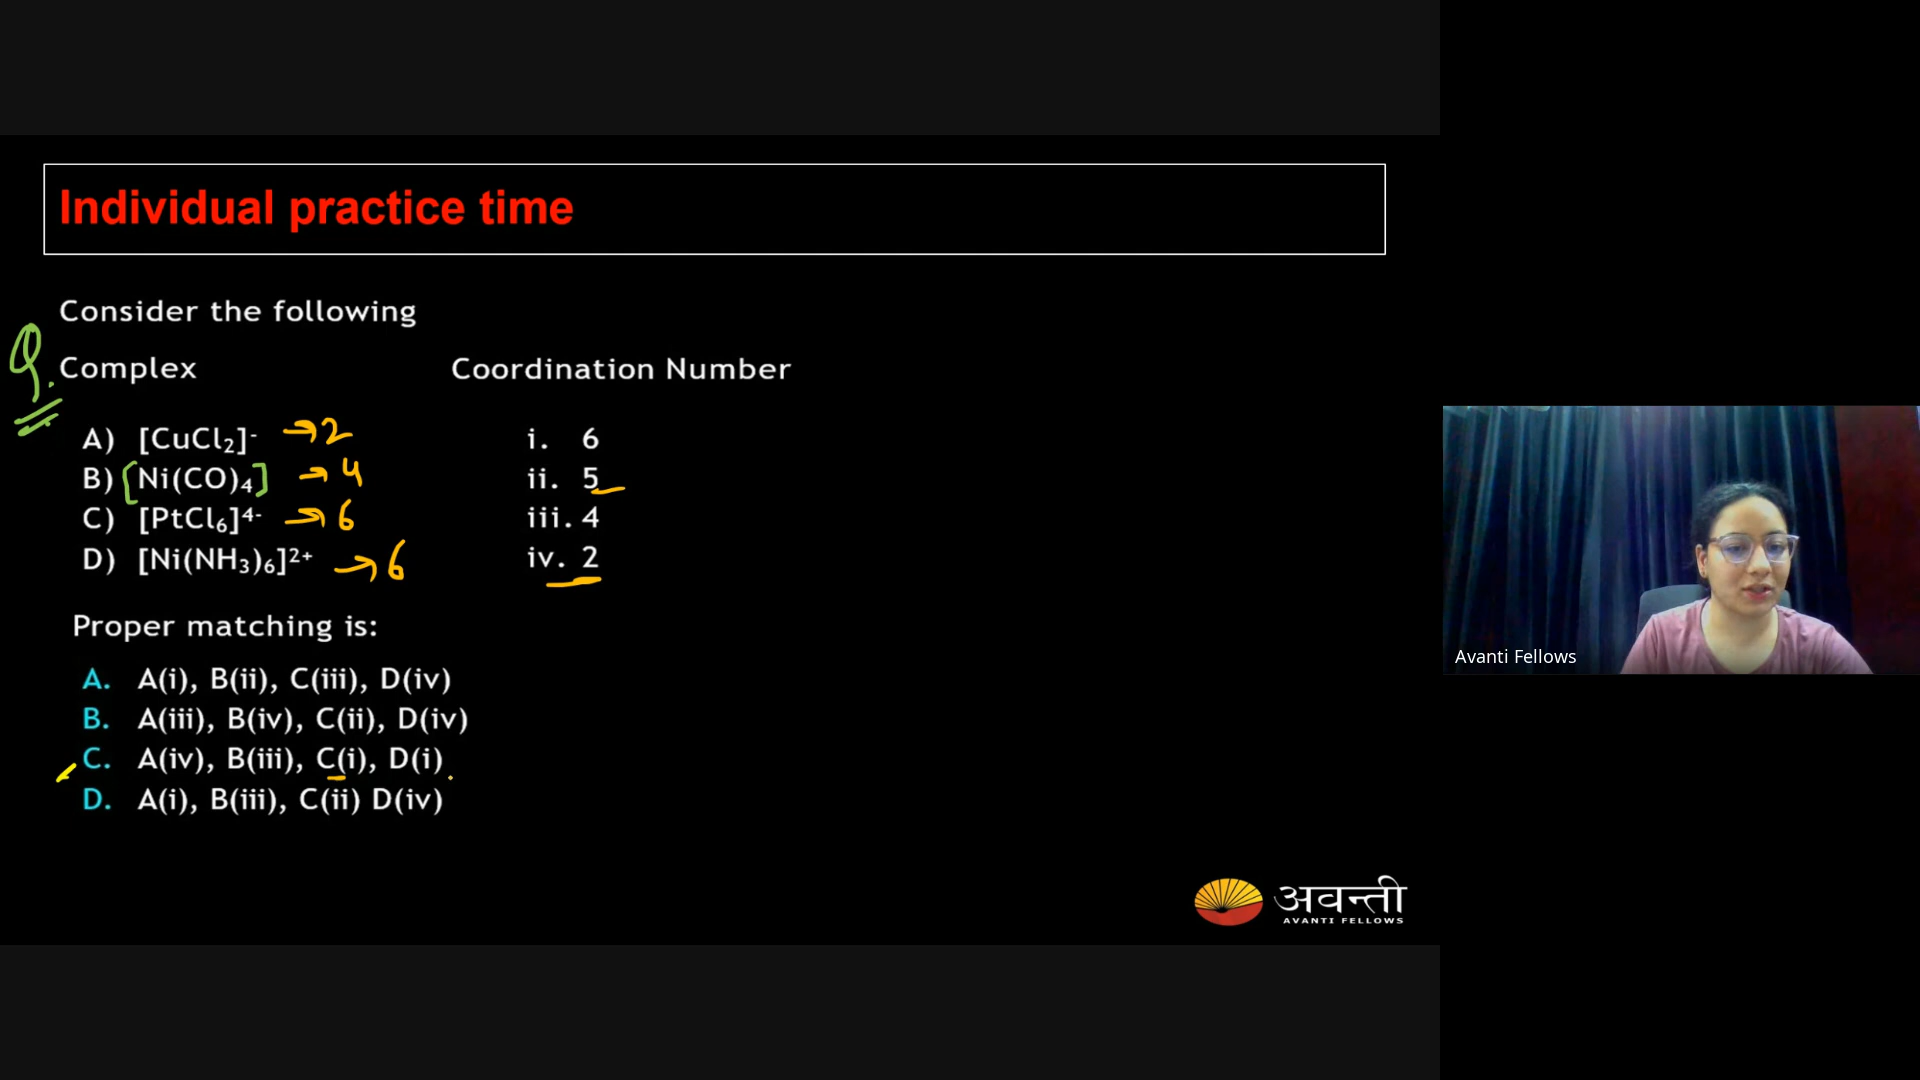 Individual practice time
Consider the following
Q.
Complex Coordination Number
A) [CuCl₂]⁻ →2 i. 6
B) [Ni(CO)₄] →4 ii. 5
C) [PtCl₆]⁴⁻ →6 iii. 4
D) [Ni(NH₃)₆]²⁺ →6 iv. 2
Proper matching is:
A. A(i), B(ii), C(iii), D(iv)
B. A(iii), B(iv), C(ii), D(iv)
C. A(iv), B(iii), C(i), D(i)
D. A(i), B(iii), C(ii) D(iv)
अवन्ती
AVANTI FELLOWS
Avanti Fellows